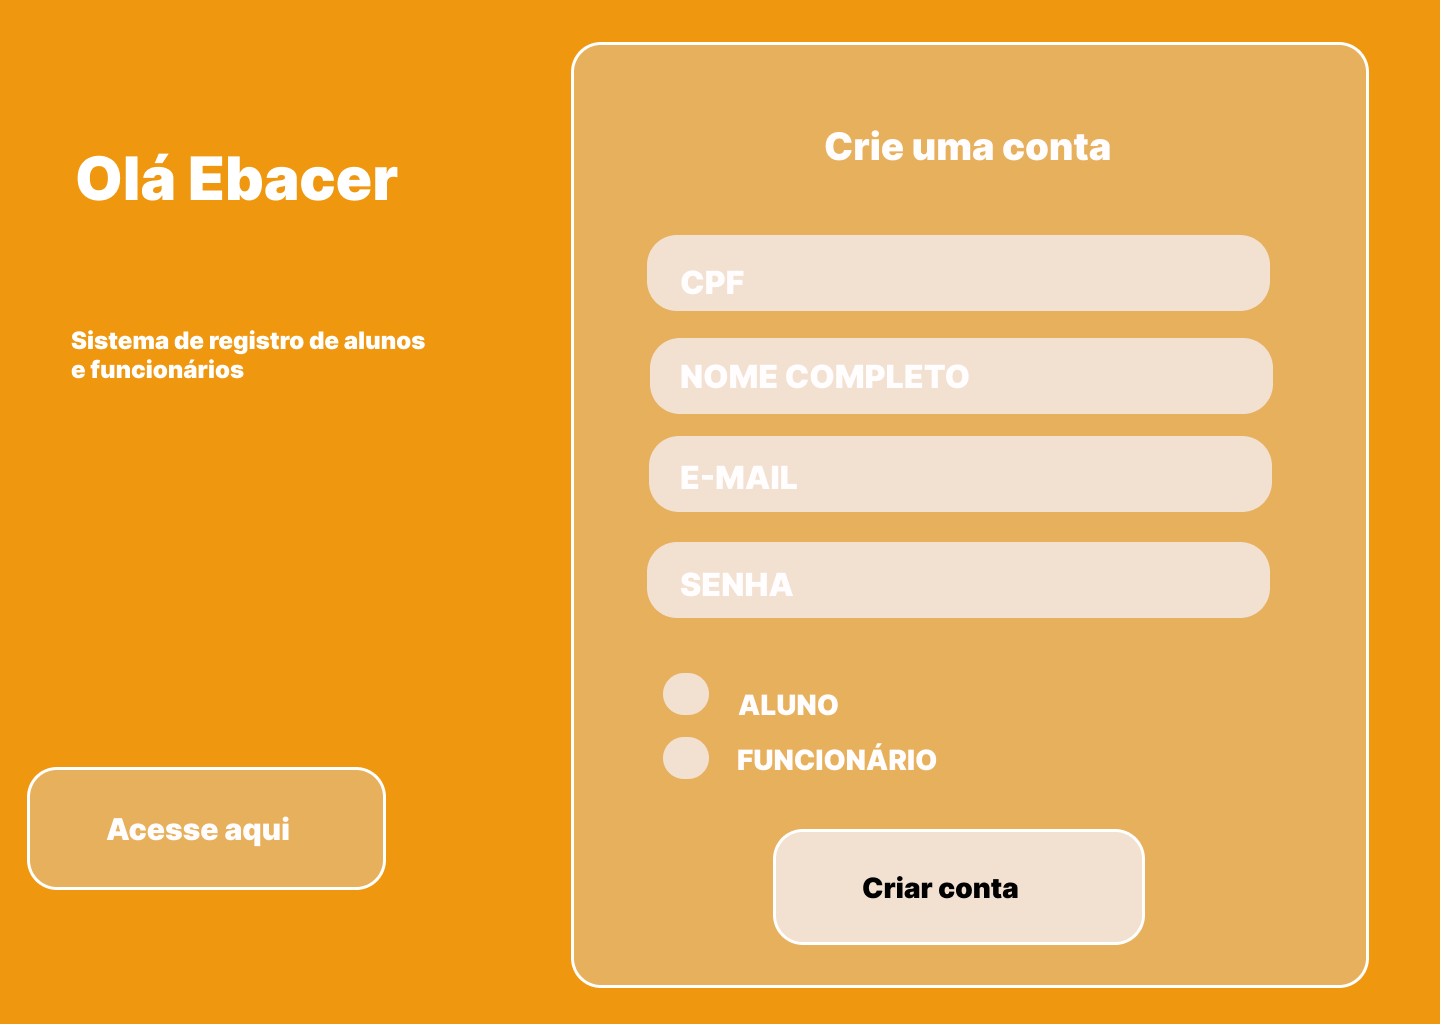 Olá Ebacer
Sistema de registro de alunos
e funcionários
Acesse aqui
Crie uma conta
CPF
NOME COMPLETO
E-MAIL
SENHA
ALUNO
FUNCIONÁRIO
Criar conta